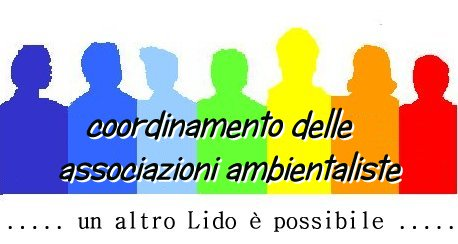 coordinamento delle
associazioni ambientaliste
..... un altro Lido è possibile .....